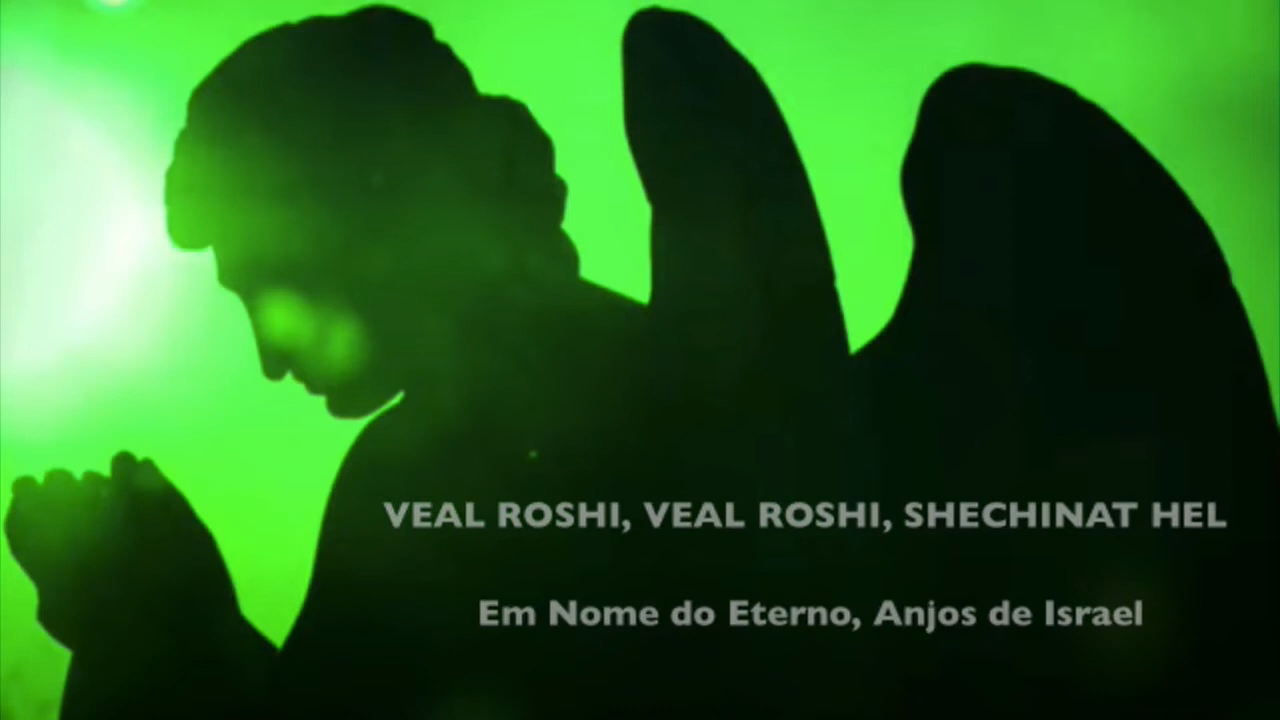 VEAL ROSHI, VEAL ROSHI, SHECHINAT HEL
Em Nome do Eterno, Anjos de Israel